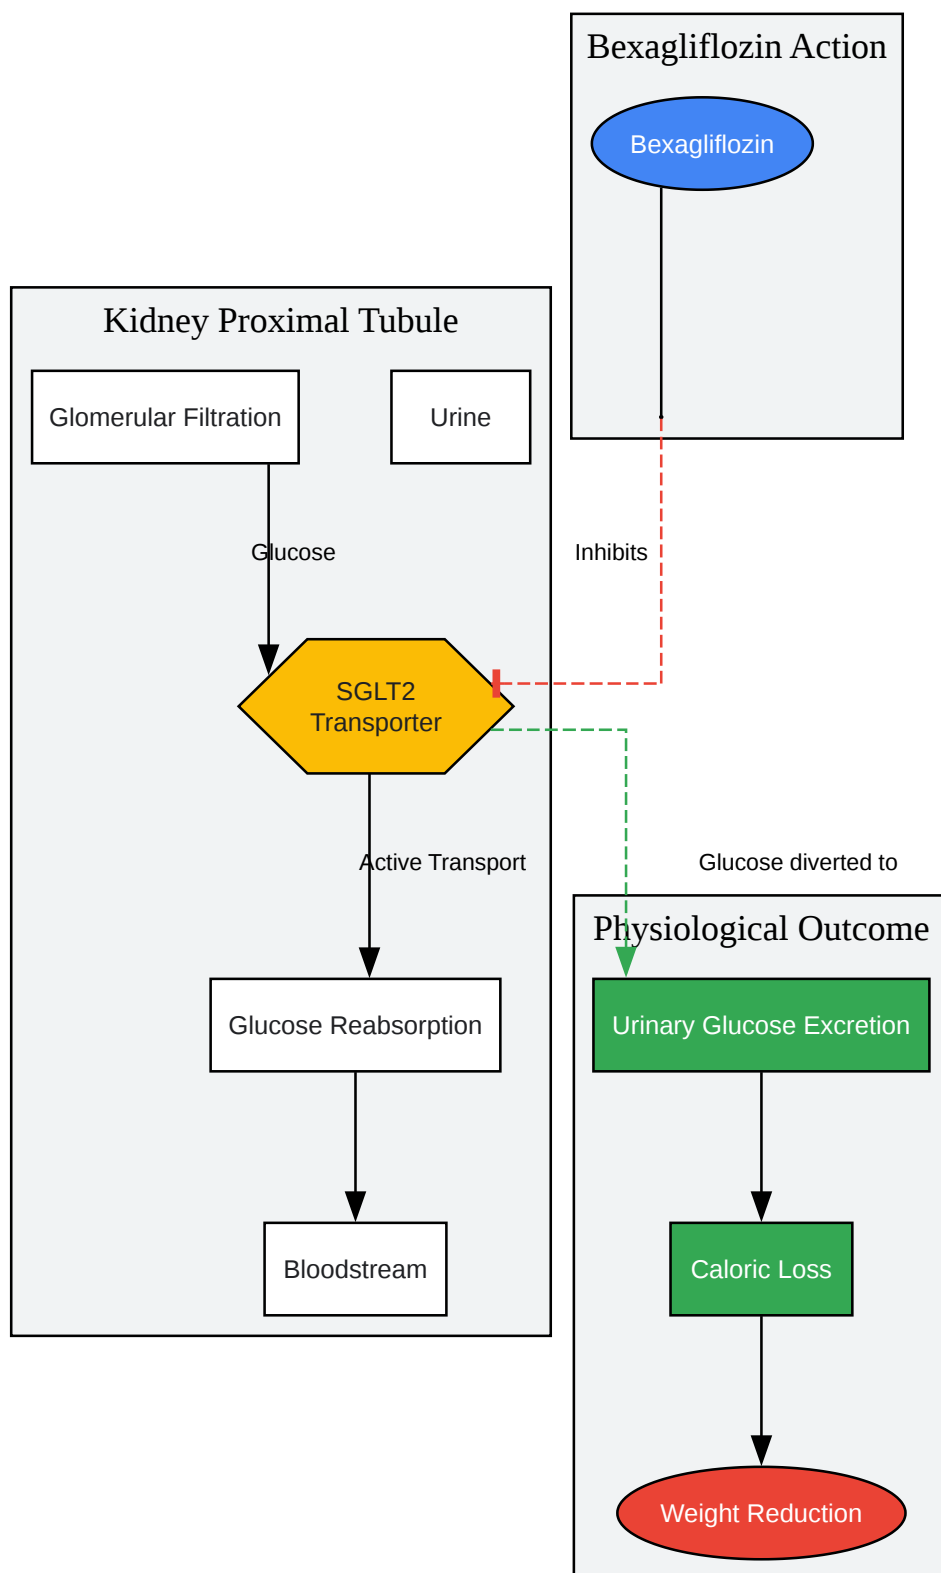 Bexagliflozin Action
Bexagliflozin
Kidney Proximal Tubule
Glomerular Filtration
Urine
Glucose
Inhibits
SGLT2
Transporter
Active Transport
Glucose diverted to
Physiological Outcome
Glucose Reabsorption
Urinary Glucose Excretion
Bloodstream
Caloric Loss
Weight Reduction